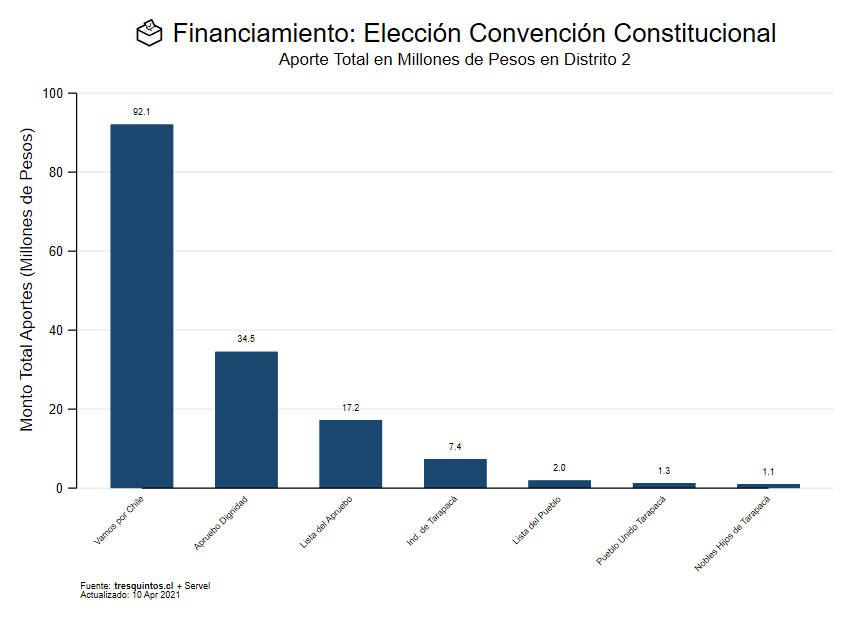 Financiamiento: Elección Convención Constitucional
Aporte Total en Millones de Pesos en Distrito 2
Monto Total Aportes (Millones de Pesos)
100
80
60
40
20
0
92.1
34.5
17.2
7.4
2.0
1.3
1.1
Vamos por Chile
Apruebo Dignidad
Lista del Apruebo
Ind. de Tarapacá
Lista del Pueblo
Pueblo Unido Tarapacá
Nobles Hijos de Tarapacá
Fuente: tresquintos.cl + Servel
Actualizado: 10 Apr 2021